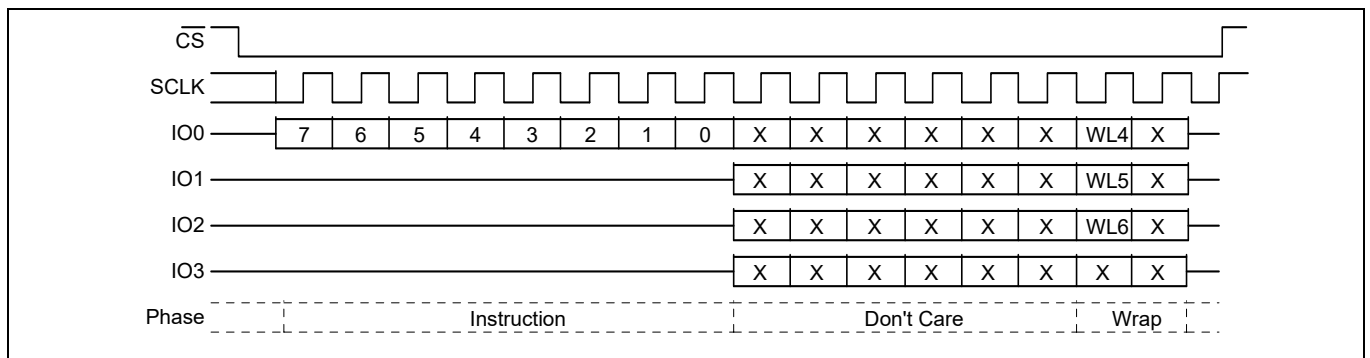 CS
SCLK
IO0 7 6 5 4 3 2 1 0 X X X X X X WL4 X
IO1 X X X X X X WL5 X
IO2 X X X X X X WL6 X
IO3 X X X X X X X X
Phase Instruction Don't Care Wrap